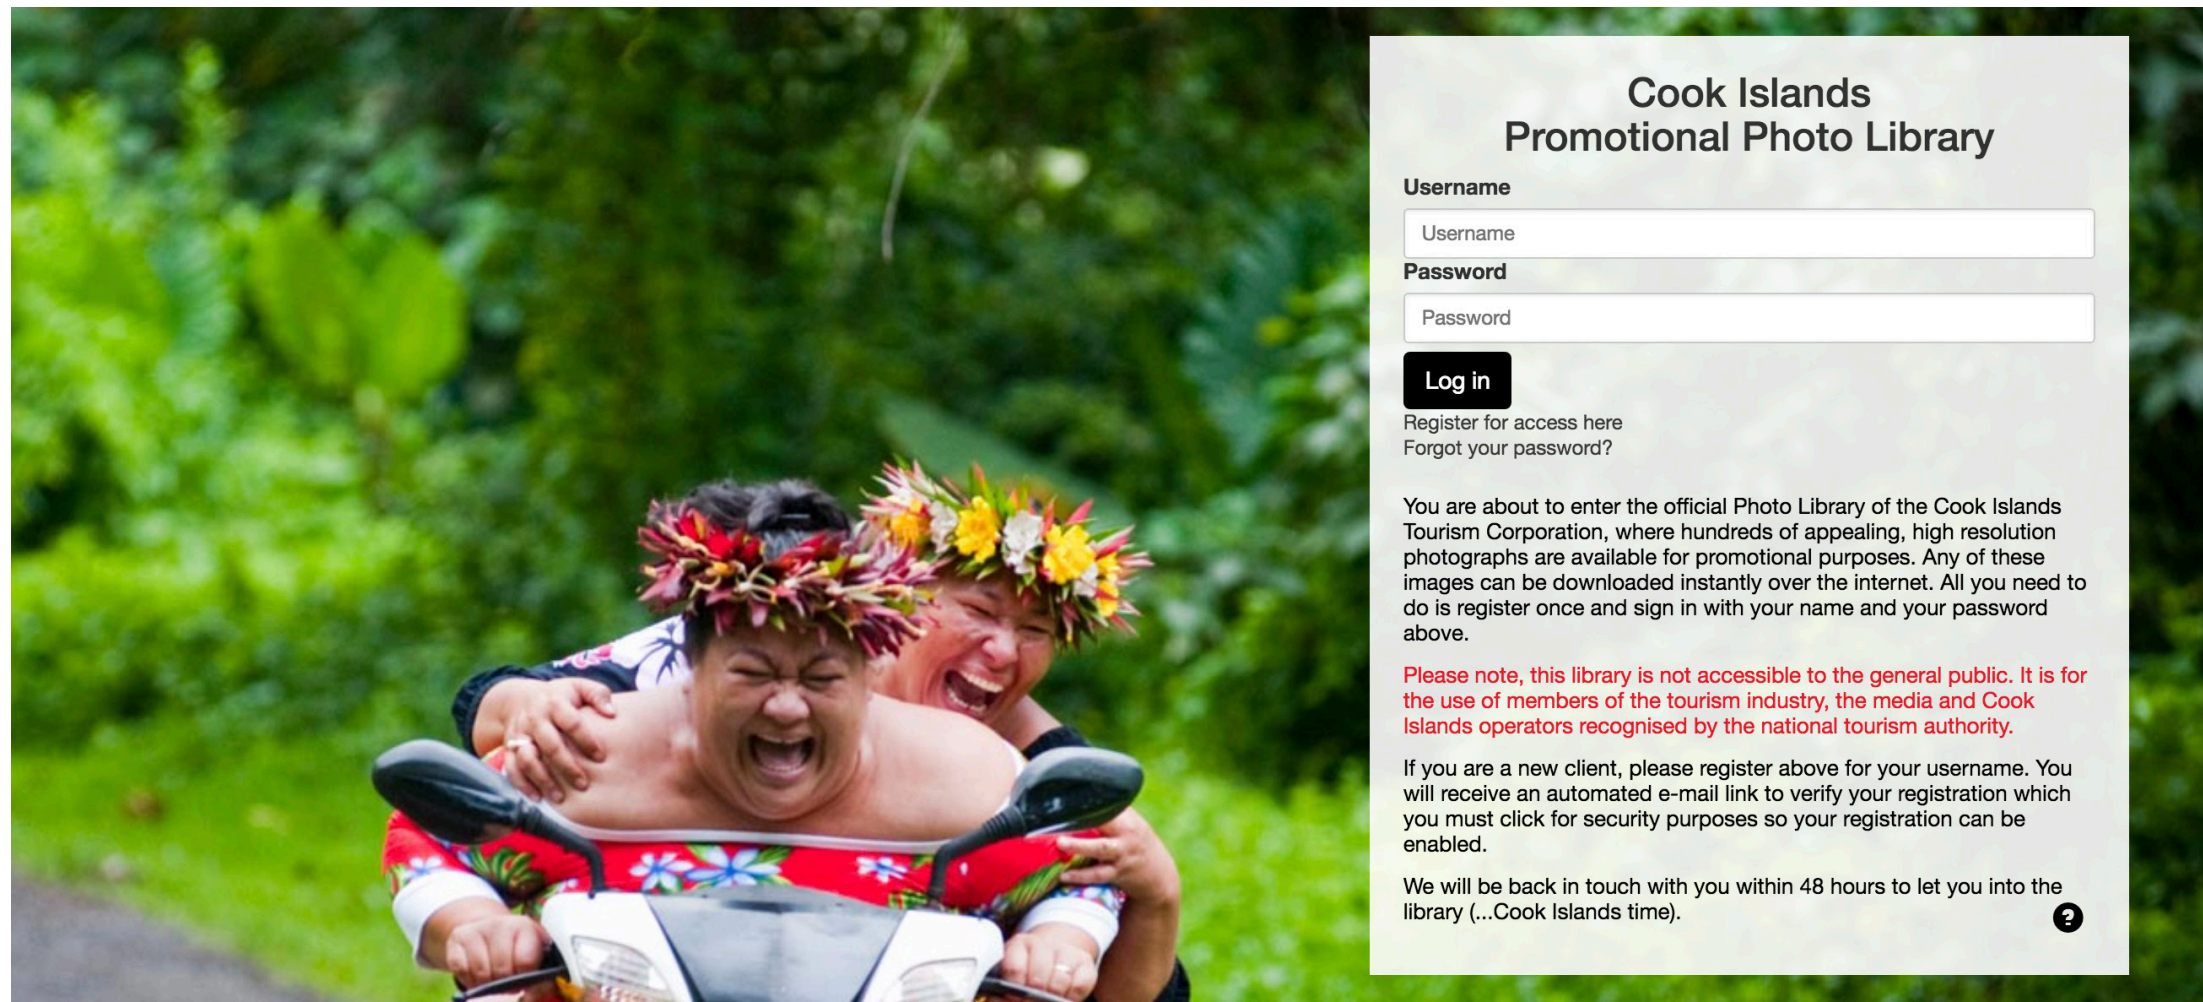 Cook Islands
Promotional Photo Library
Username
Username
Password
Password
Log in
Register for access here
Forgot your password?
You are about to enter the official Photo Library of the Cook Islands
Tourism Corporation, where hundreds of appealing, high resolution
photographs are available for promotional purposes. Any of these
images can be downloaded instantly over the internet. All you need to
do is register once and sign in with your name and your password
above.
Please note, this library is not accessible to the general public. It is for
the use of members of the tourism industry, the media and Cook
Islands operators recognised by the national tourism authority.
If you are a new client, please register above for your username. You
will receive an automated e-mail link to verify your registration which
you must click for security purposes so your registration can be
enabled.
We will be back in touch with you within 48 hours to let you into the
library (...Cook Islands time).
?